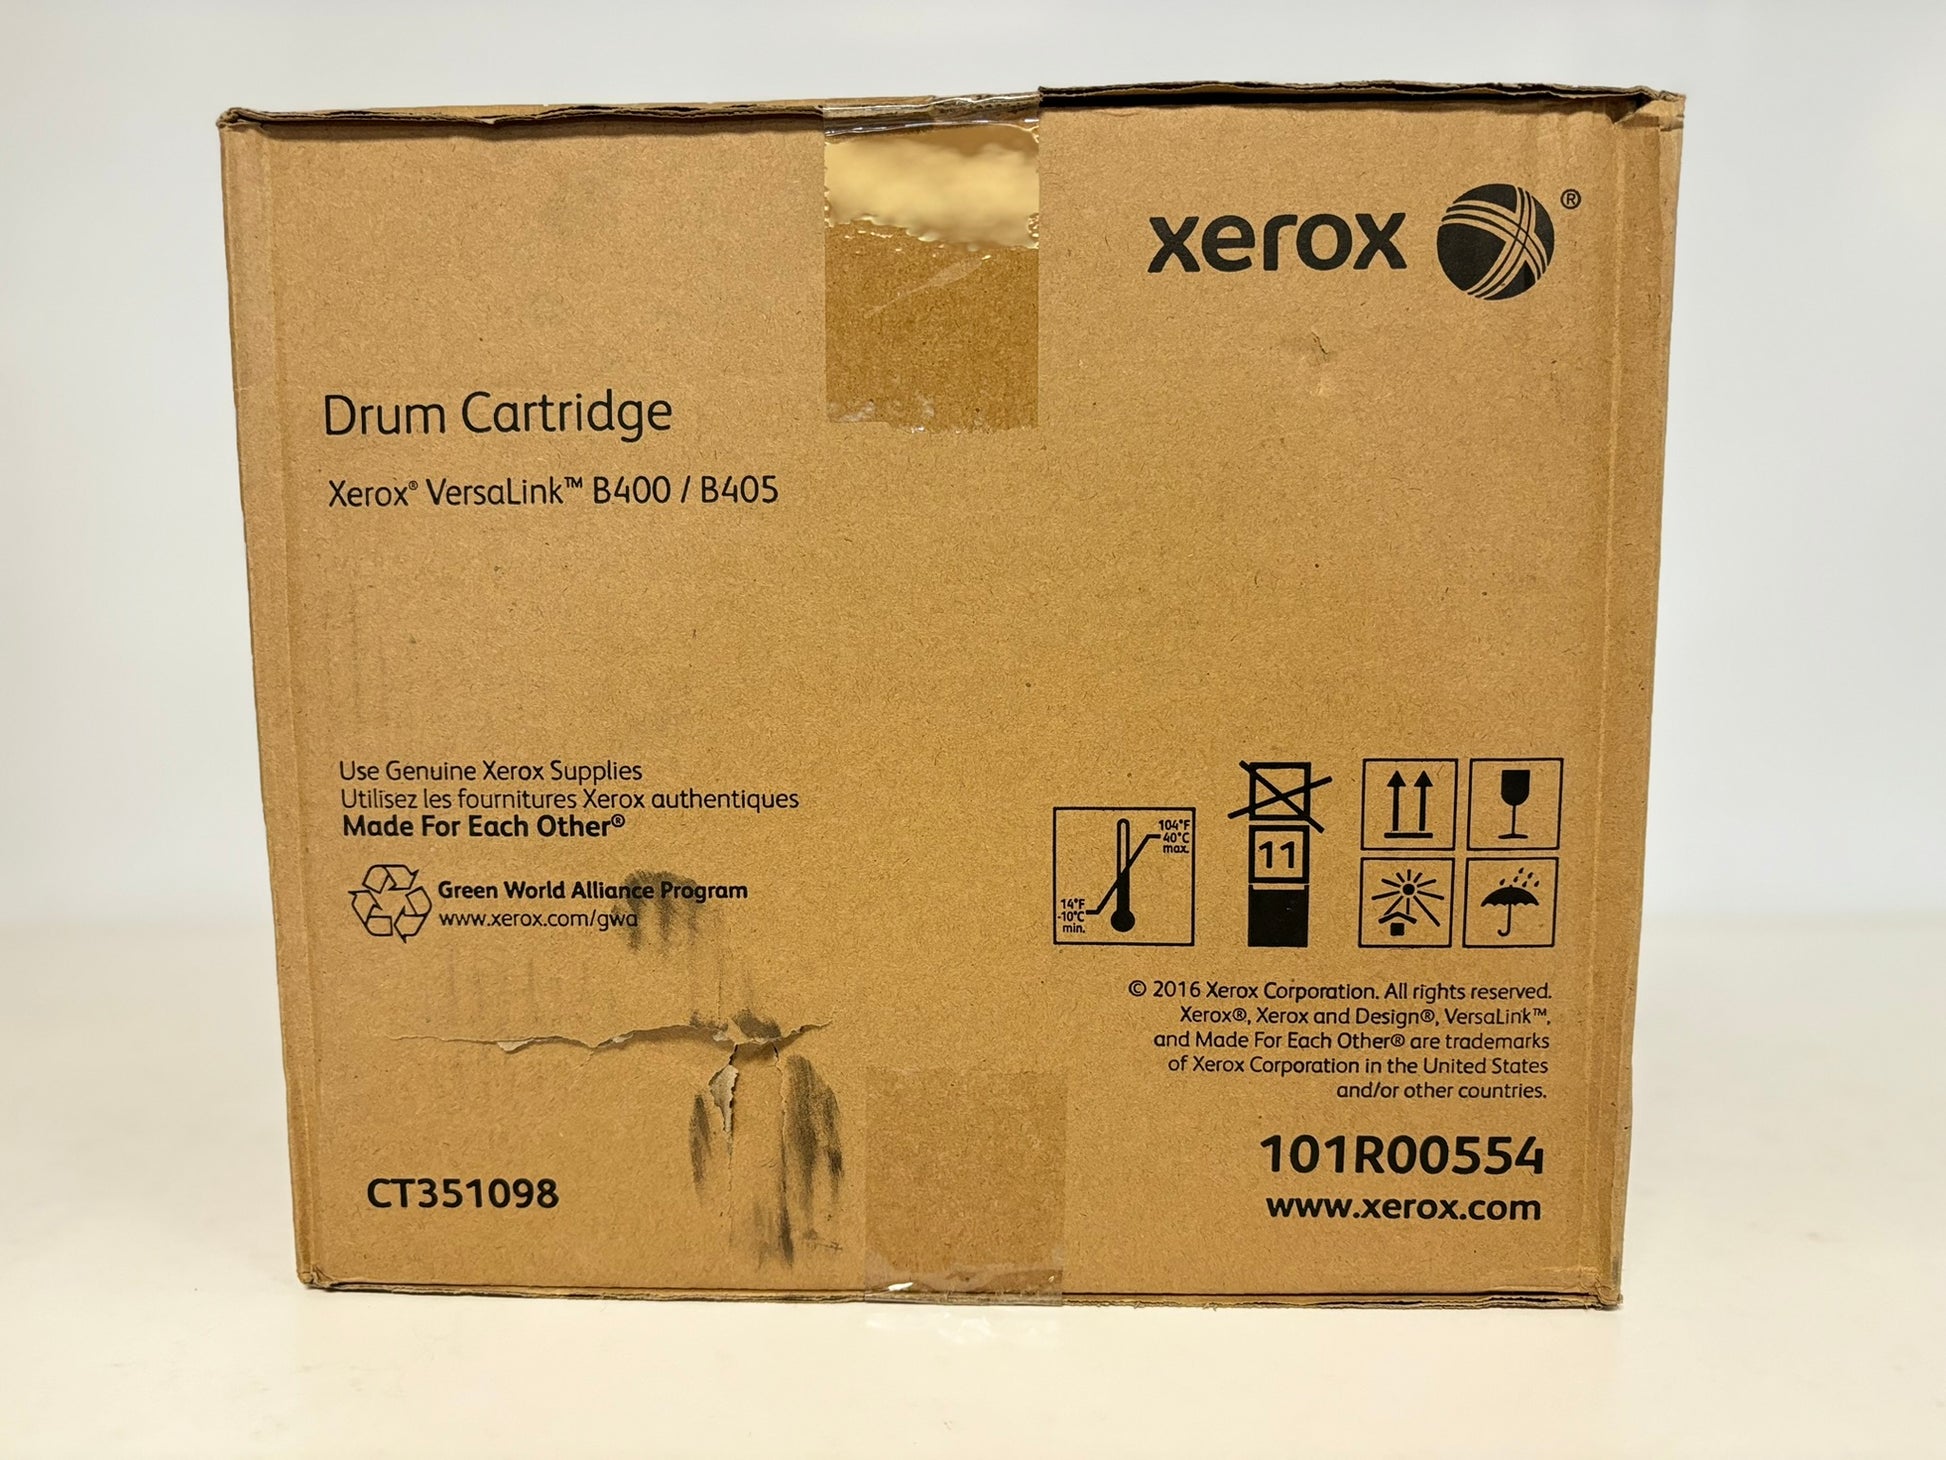 xerox ®
Drum Cartridge
Xerox® VersaLink™ B400 / B405
Use Genuine Xerox Supplies
Utilisez les fournitures Xerox authentiques
Made For Each Other®
Green World Alliance Program
www.xerox.com/gwa
104°F
40°C
max.
14°F
-10°C
min.
11
© 2016 Xerox Corporation. All rights reserved.
Xerox®, Xerox and Design®, VersaLink™,
and Made For Each Other® are trademarks
of Xerox Corporation in the United States
and/or other countries.
CT351098
101R00554
www.xerox.com